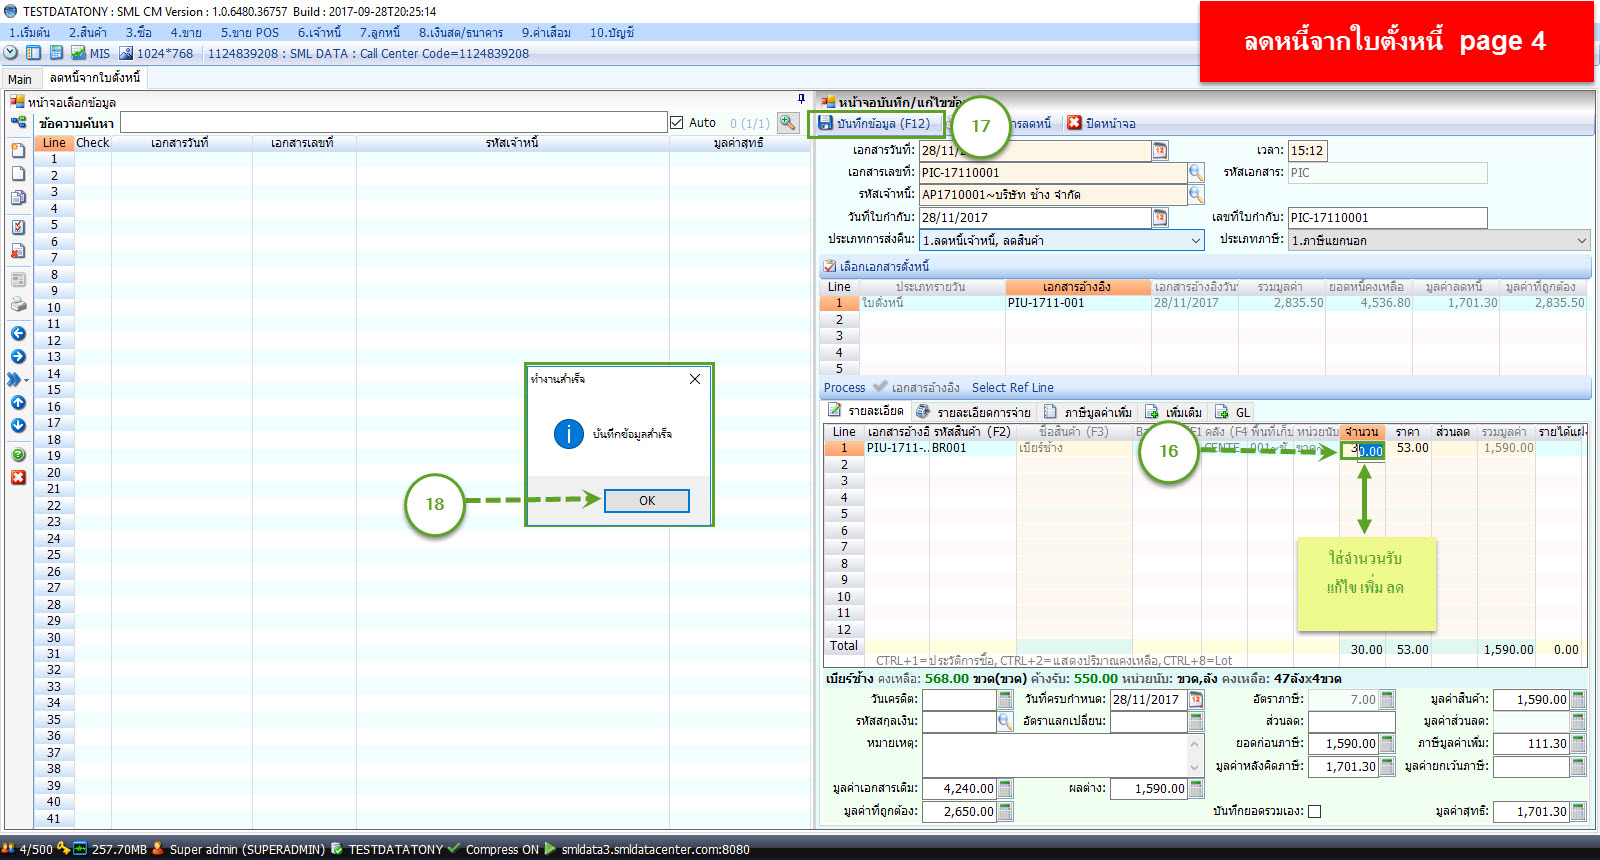 TESTDATATONY : SML CM Version : 1.0.6480.36757  Build : 2017-09-28T20:25:14
ลดหนี้จากใบตั้งหนี้  page 4
1.เริ่มต้น  2.สินค้า  3.ซื้อ  4.ขาย  5.ขาย POS  6.เจ้าหนี้  7.ลูกหนี้  8.เงินสด/ธนาคาร  9.ค่าเสื่อม  10.บัญชี
MIS  1024*768  1124839208 : SML DATA : Call Center Code=1124839208
Main  ลดหนี้จากใบตั้งหนี้
หน้าจอเลือกข้อมูล
ข้อความค้นหา  Auto  0 (1/1)
Line  Check  เอกสารวันที่  เอกสารเลขที่  รหัสเจ้าหนี้  มูลค่าสุทธิ
1
2
3
4
5
6
7
8
9
10
11
12
13
14
15
16
17
18
19
20
21
22
23
24
25
26
27
28
29
30
31
32
33
34
35
36
37
38
39
40
41
ทำงานสำเร็จ
บันทึกข้อมูลสำเร็จ
OK
18
หน้าจอบันทึก/แก้ไขข้อ
บันทึกข้อมูล (F12)  17  ารลดหนี้  ปิดหน้าจอ
เอกสารวันที่:  28/11/2  เวลา:  15:12
เอกสารเลขที่:  PIC-17110001  รหัสเอกสาร:  PIC
รหัสเจ้าหนี้:  AP1710001~บริษัท ช้าง จำกัด
วันที่ใบกำกับ:  28/11/2017  เลขที่ใบกำกับ:  PIC-17110001
ประเภทการส่งคืน:  1.ลดหนี้เจ้าหนี้, ลดสินค้า  ประเภทภาษี:  1.ภาษีแยกนอก
เลือกเอกสารตั้งหนี้
Line  ประเภทรายวัน  เอกสารอ้างอิง  เอกสารอ้างอิงวันที  รวมมูลค่า  ยอดหนี้คงเหลือ  มูลค่าลดหนี้  มูลค่าที่ถูกต้อง
1  ใบตั้งหนี้  PIU-1711-001  28/11/2017  2,835.50  4,536.80  1,701.30  2,835.50
2
3
4
5
Process  เอกสารอ้างอิง  Select Ref Line
รายละเอียด  รายละเอียดการจ่าย  ภาษีมูลค่าเพิ่ม  เพิ่มเติม  GL
Line  เอกสารอ้างอิ  รหัสสินค้า (F2)  ชื่อสินค้า (F3)  Ba  F1  คลัง (F4  พื้นที่เก็บ  หน่วยนับ  จำนวน  ราคา  ส่วนลด  รวมมูลค่า  รายได้แฝง
1  PIU-1711-..  BR001  เบียร์ช้าง  CENTE  001~ชั้  ขวด~  30.00  53.00  1,590.00
16
2
3
4
5
6
7
8
9
10
11
12
ใส่จำนวนรับ
แก้ไข เพิ่ม ลด
Total  30.00  53.00  1,590.00  0.00
CTRL+1=ประวัติการซื้อ, CTRL+2=แสดงปริมาณคงเหลือ, CTRL+8=Lot
เบียร์ช้าง คงเหลือ: 568.00 ขวด(ขวด) ค้างรับ: 550.00 หน่วยนับ: ขวด,ลัง คงเหลือ: 47ลังx4ขวด
วันเครดิต:  วันที่ครบกำหนด:  28/11/2017  อัตราภาษี:  7.00  มูลค่าสินค้า:  1,590.00
รหัสสกุลเงิน:  อัตราแลกเปลี่ยน:  ส่วนลด:  มูลค่าส่วนลด:
หมายเหตุ:  ยอดก่อนภาษี:  1,590.00  ภาษีมูลค่าเพิ่ม:  111.30
มูลค่าหลังคิดภาษี:  1,701.30  มูลค่ายกเว้นภาษี:
มูลค่าเอกสารเดิม:  4,240.00  ผลต่าง:  1,590.00
มูลค่าที่ถูกต้อง:  2,650.00  บันทึกยอดรวมเอง:  มูลค่าสุทธิ:  1,701.30
4/500  257.70MB  Super admin (SUPERADMIN)  TESTDATATONY  Compress ON  smldata3.smldatacenter.com:8080